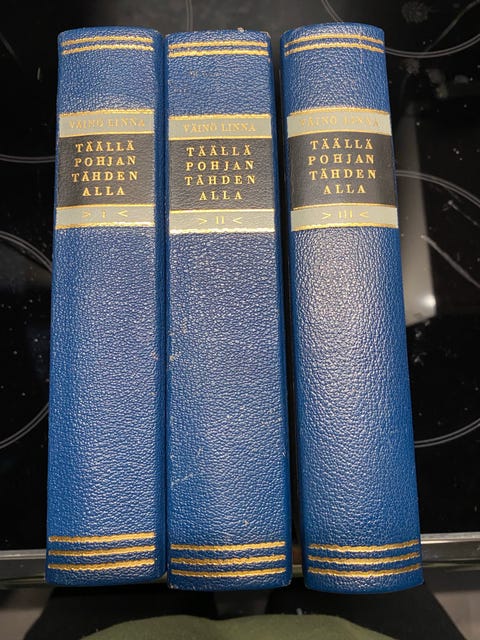 VÄINÖ LINNA
TÄÄLLÄ
POHJAN
TÄHDEN
ALLA
> I <
VÄINÖ LINNA
TÄÄLLÄ
POHJAN
TÄHDEN
ALLA
> II <
VÄINÖ LINNA
TÄÄLLÄ
POHJAN
TÄHDEN
ALLA
> III <